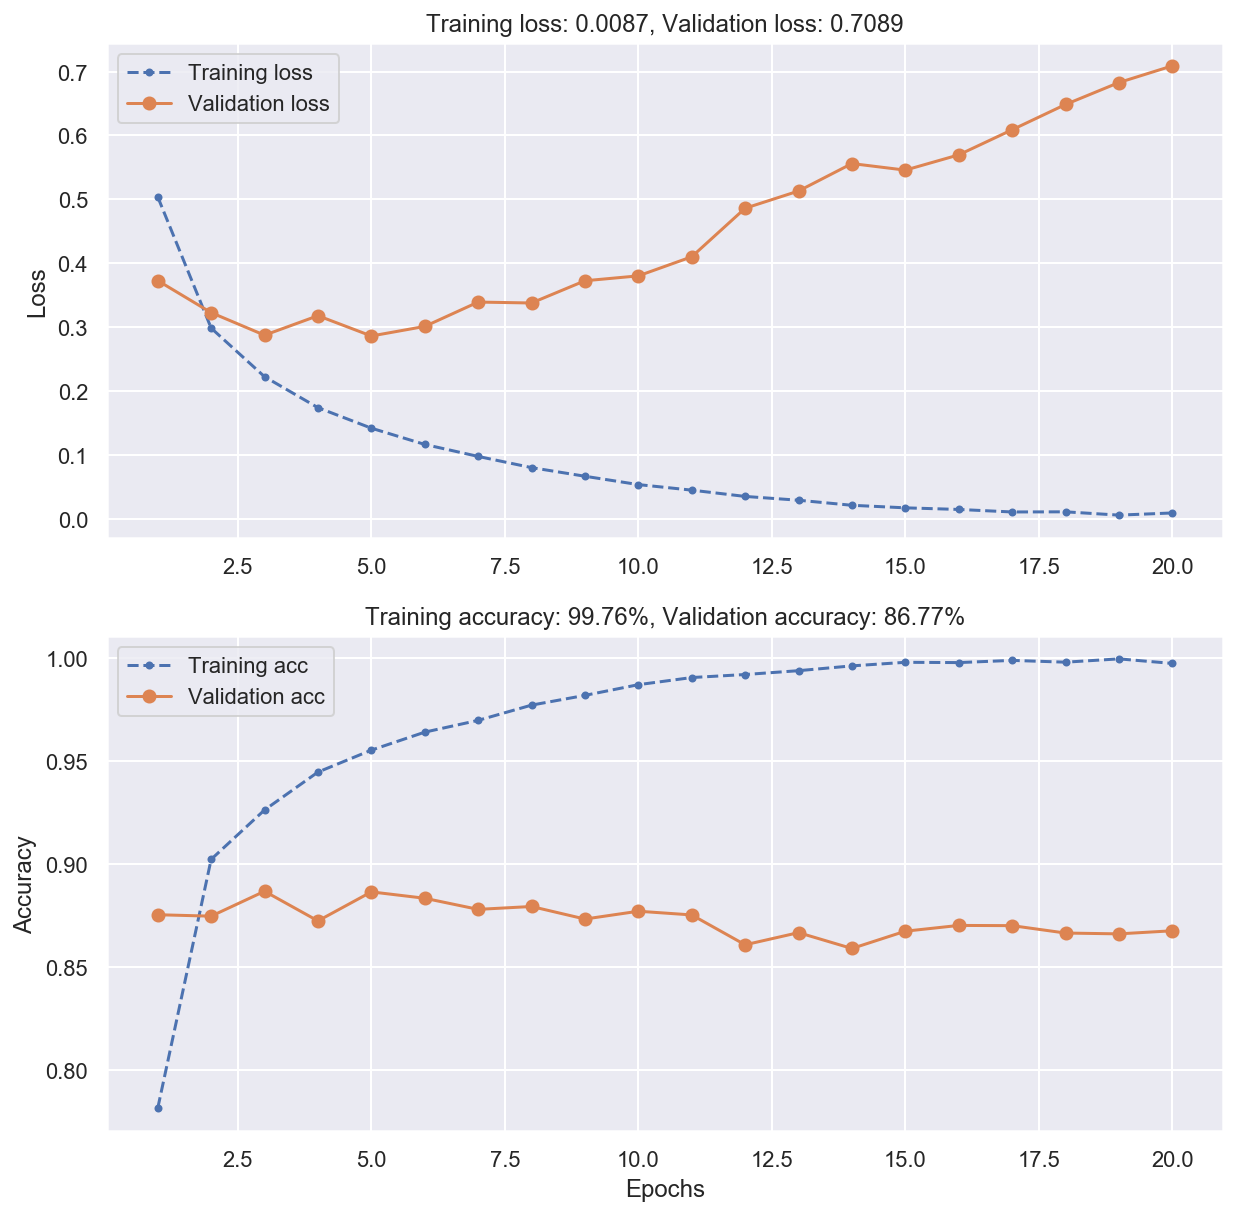 Training loss: 0.0087, Validation loss: 0.7089
Training loss
Validation loss
Loss
0.7
0.6
0.5
0.4
0.3
0.2
0.1
0.0
2.5 5.0 7.5 10.0 12.5 15.0 17.5 20.0
Training accuracy: 99.76%, Validation accuracy: 86.77%
Training acc
Validation acc
Accuracy
1.00
0.95
0.90
0.85
0.80
2.5 5.0 7.5 10.0 12.5 15.0 17.5 20.0
Epochs